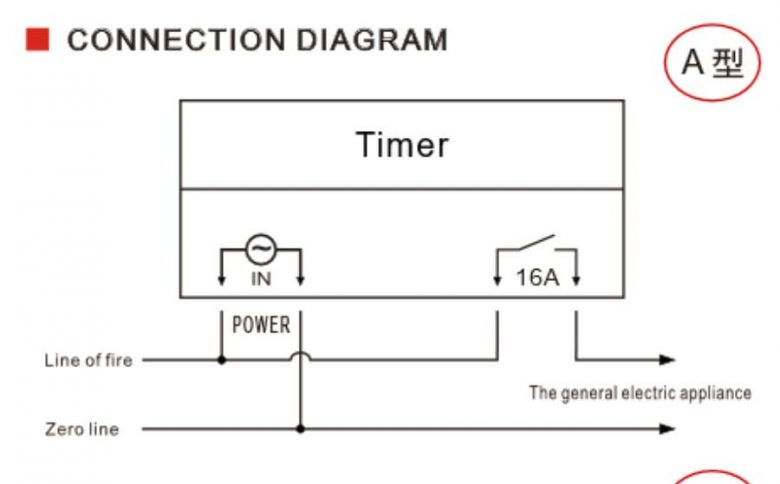 CONNECTION DIAGRAM
A型
Timer
IN
16A
POWER
Line of fire
The general electric appliance
Zero line